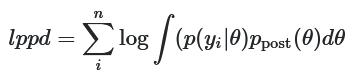 lppd = \sum_{i}^{n} \log \int (p(y_i|\theta) p_{\text{post}}(\theta) d\theta